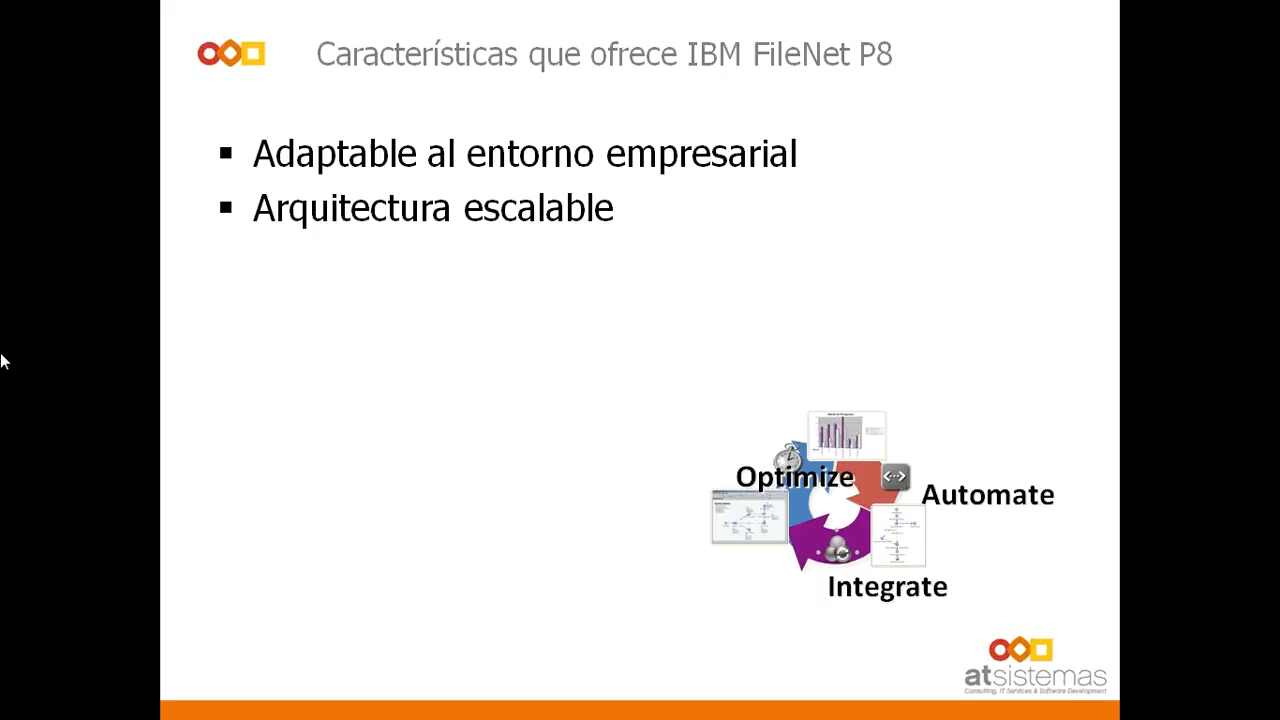 Características que ofrece IBM FileNet P8
▪ Adaptable al entorno empresarial
▪ Arquitectura escalable
Optimize
Automate
Integrate
atsistemas
Consulting, IT Services & Software Development